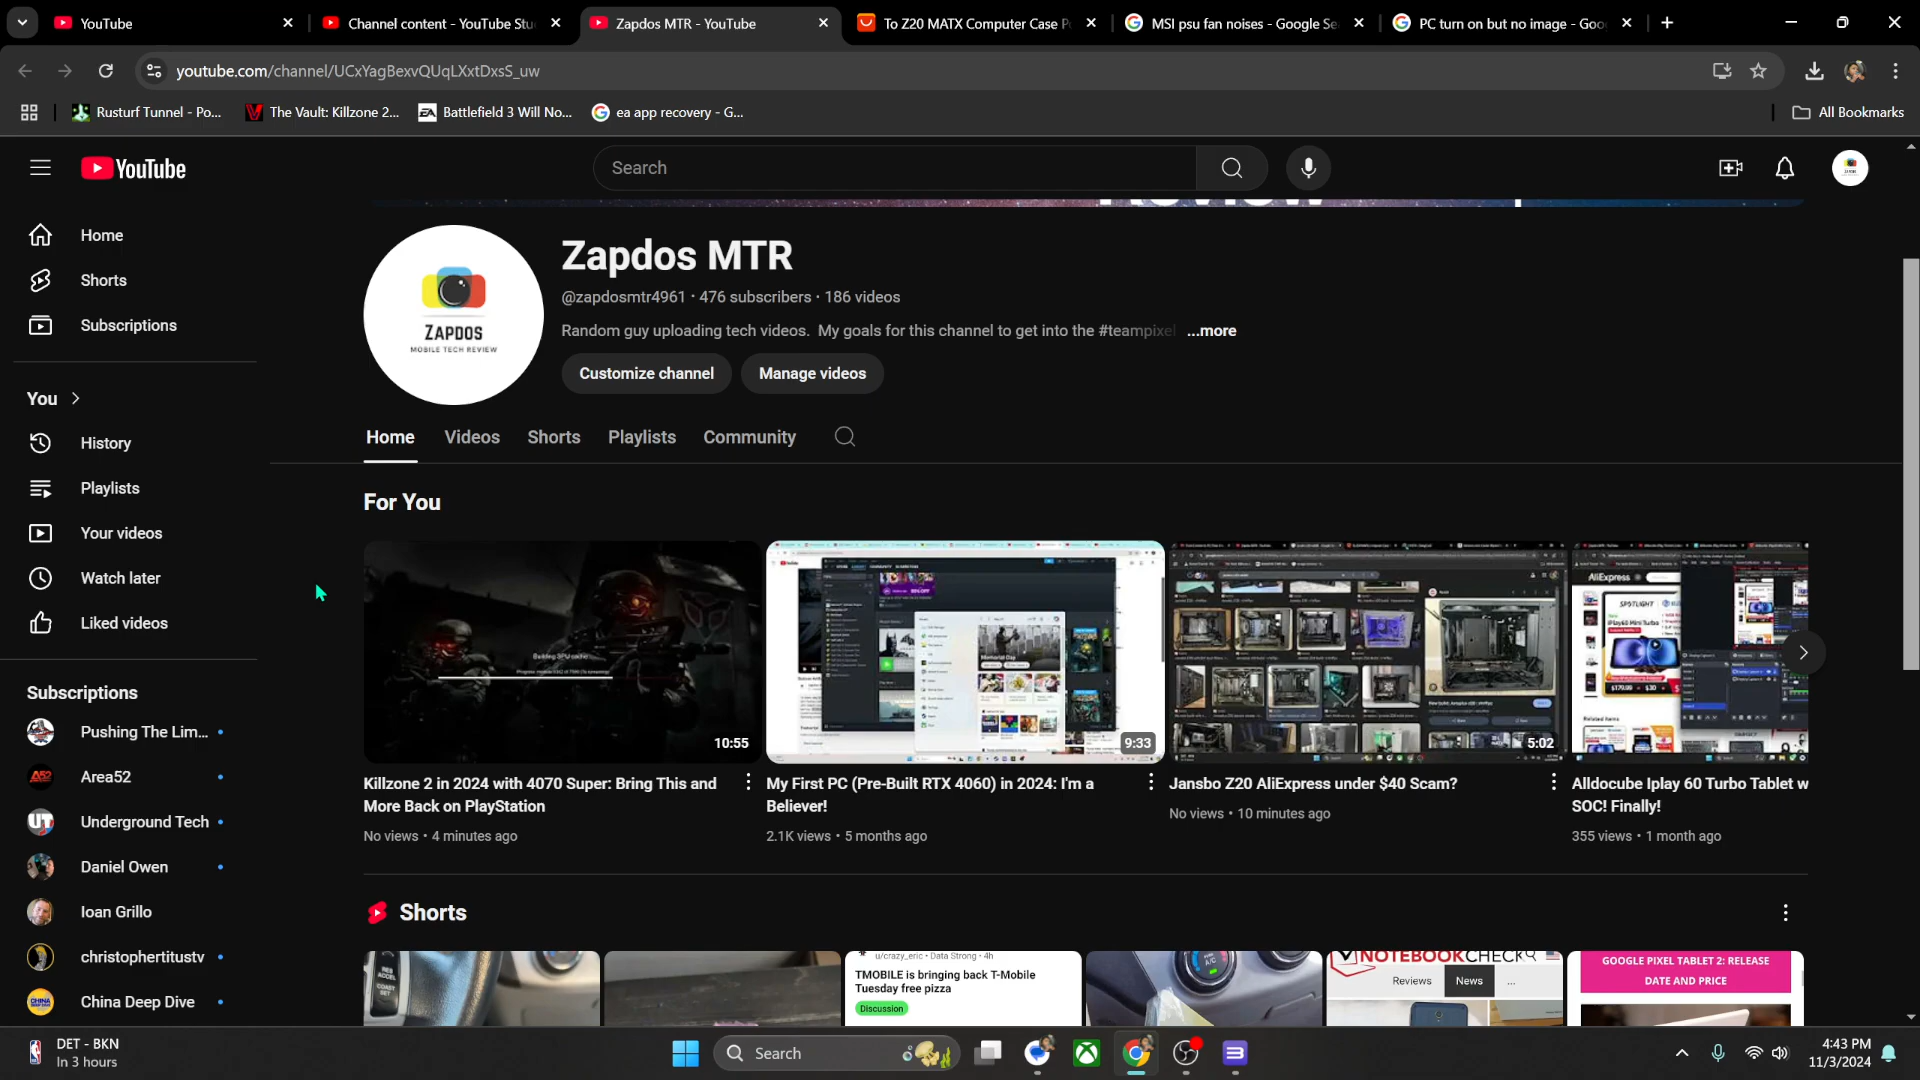 YouTube
Channel content - YouTube Stu
Zapdos MTR - YouTube
To Z20 MATX Computer Case P
MSI psu fan noises - Google Se
PC turn on but no image - Goo
youtube.com/channel/UCxYagBexvQUqLXxtDxsS_uw
Rusturf Tunnel - Po...
The Vault: Killzone 2...
Battlefield 3 Will No...
ea app recovery - G...
All Bookmarks
YouTube
Search
Home
Shorts
Subscriptions
You
History
Playlists
Your videos
Watch later
Liked videos
Subscriptions
Pushing The Lim...
Area52
Underground Tech
Daniel Owen
Ioan Grillo
christophertitustv
China Deep Dive
ZAPDOS
MOBILE TECH REVIEW
Zapdos MTR
@zapdosmtr4961 · 476 subscribers · 186 videos
Random guy uploading tech videos. My goals for this channel to get into the #teampixel ...more
Customize channel
Manage videos
Home
Videos
Shorts
Playlists
Community
For You
10:55
Killzone 2 in 2024 with 4070 Super: Bring This and
More Back on PlayStation
No views • 4 minutes ago
9:33
My First PC (Pre-Built RTX 4060) in 2024: I'm a
Believer!
2.1K views • 5 months ago
5:02
Jansbo Z20 AliExpress under $40 Scam?
No views • 10 minutes ago
AliExpress
SPOTLIGHT
iPlay60 Mini Turbo
Related items
Alldocube Iplay 60 Turbo Tablet w
SOC! Finally!
355 views • 1 month ago
Shorts
u/crazy_eric • Data Strong • 4h
TMOBILE is bringing back T-Mobile
Tuesday free pizza
Discussion
NOTEBOOKCHECK
Reviews
News
...
GOOGLE PIXEL TABLET 2: RELEASE
DATE AND PRICE
DET - BKN
In 3 hours
Search
4:43 PM
11/3/2024